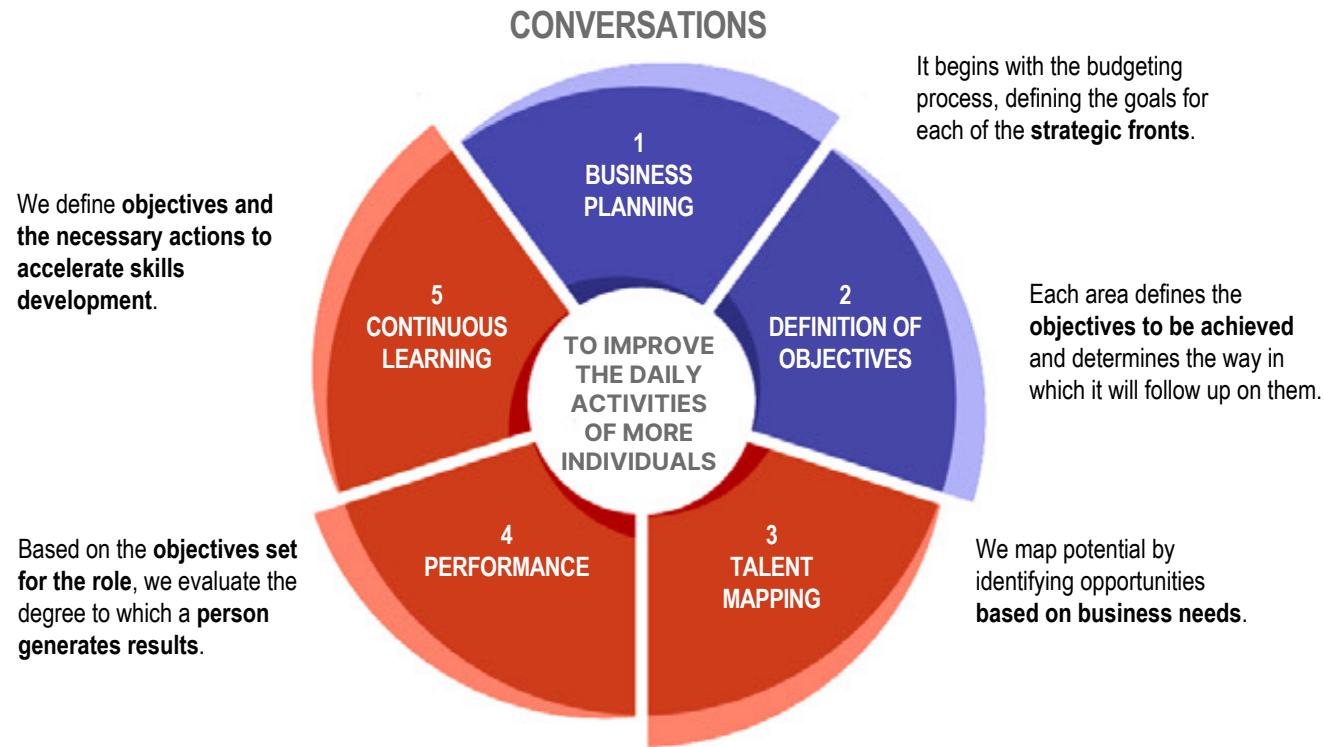 CONVERSATIONS
It begins with the budgeting
process, defining the goals for
each of the strategic fronts.
1
BUSINESS
PLANNING
Each area defines the
objectives to be achieved
and determines the way in
which it will follow up on them.
2
DEFINITION OF
OBJECTIVES
We map potential by
identifying opportunities
based on business needs.
3
TALENT
MAPPING
Based on the objectives set
for the role, we evaluate the
degree to which a person
generates results.
4
PERFORMANCE
We define objectives and
the necessary actions to
accelerate skills
development.
5
CONTINUOUS
LEARNING
TO IMPROVE
THE DAILY
ACTIVITIES
OF MORE
INDIVIDUALS